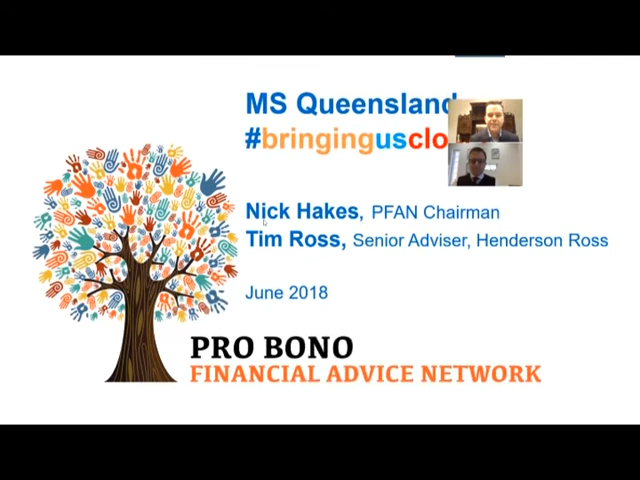 MS Queensland
#bringingusclo
Nick Hakes, PFAN Chairman
Tim Ross, Senior Adviser, Henderson Ross
June 2018
PRO BONO
FINANCIAL ADVICE NETWORK